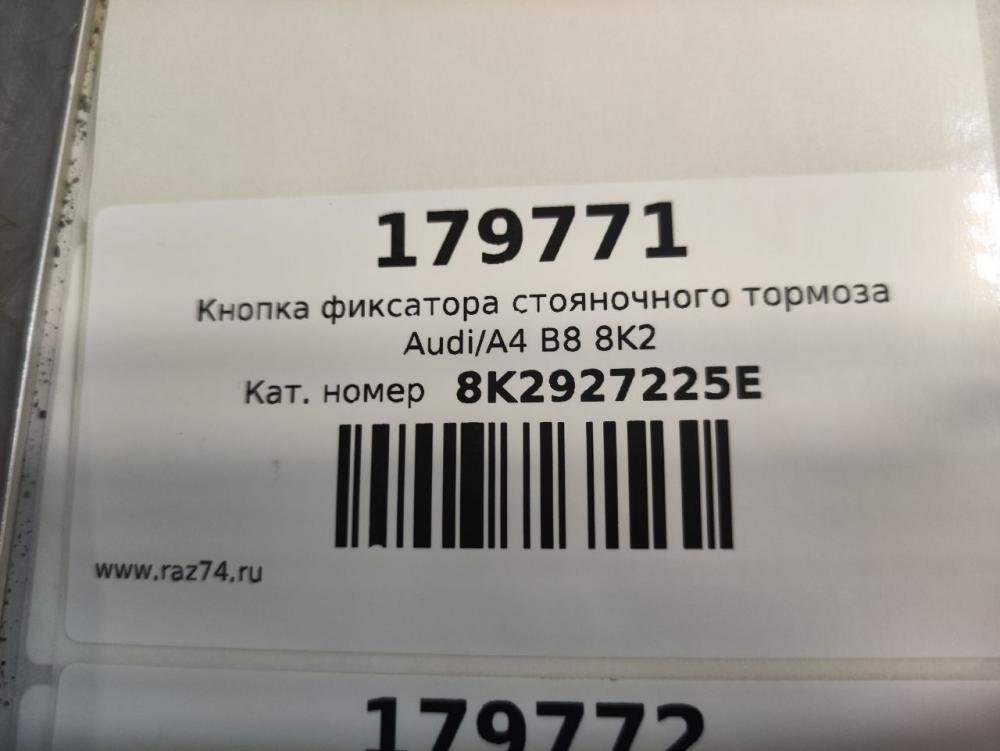 179771
Кнопка фиксатора стояночного тормоза
Audi/A4 B8 8K2
Кат. номер 8K2927225E
www.raz74.ru
179772